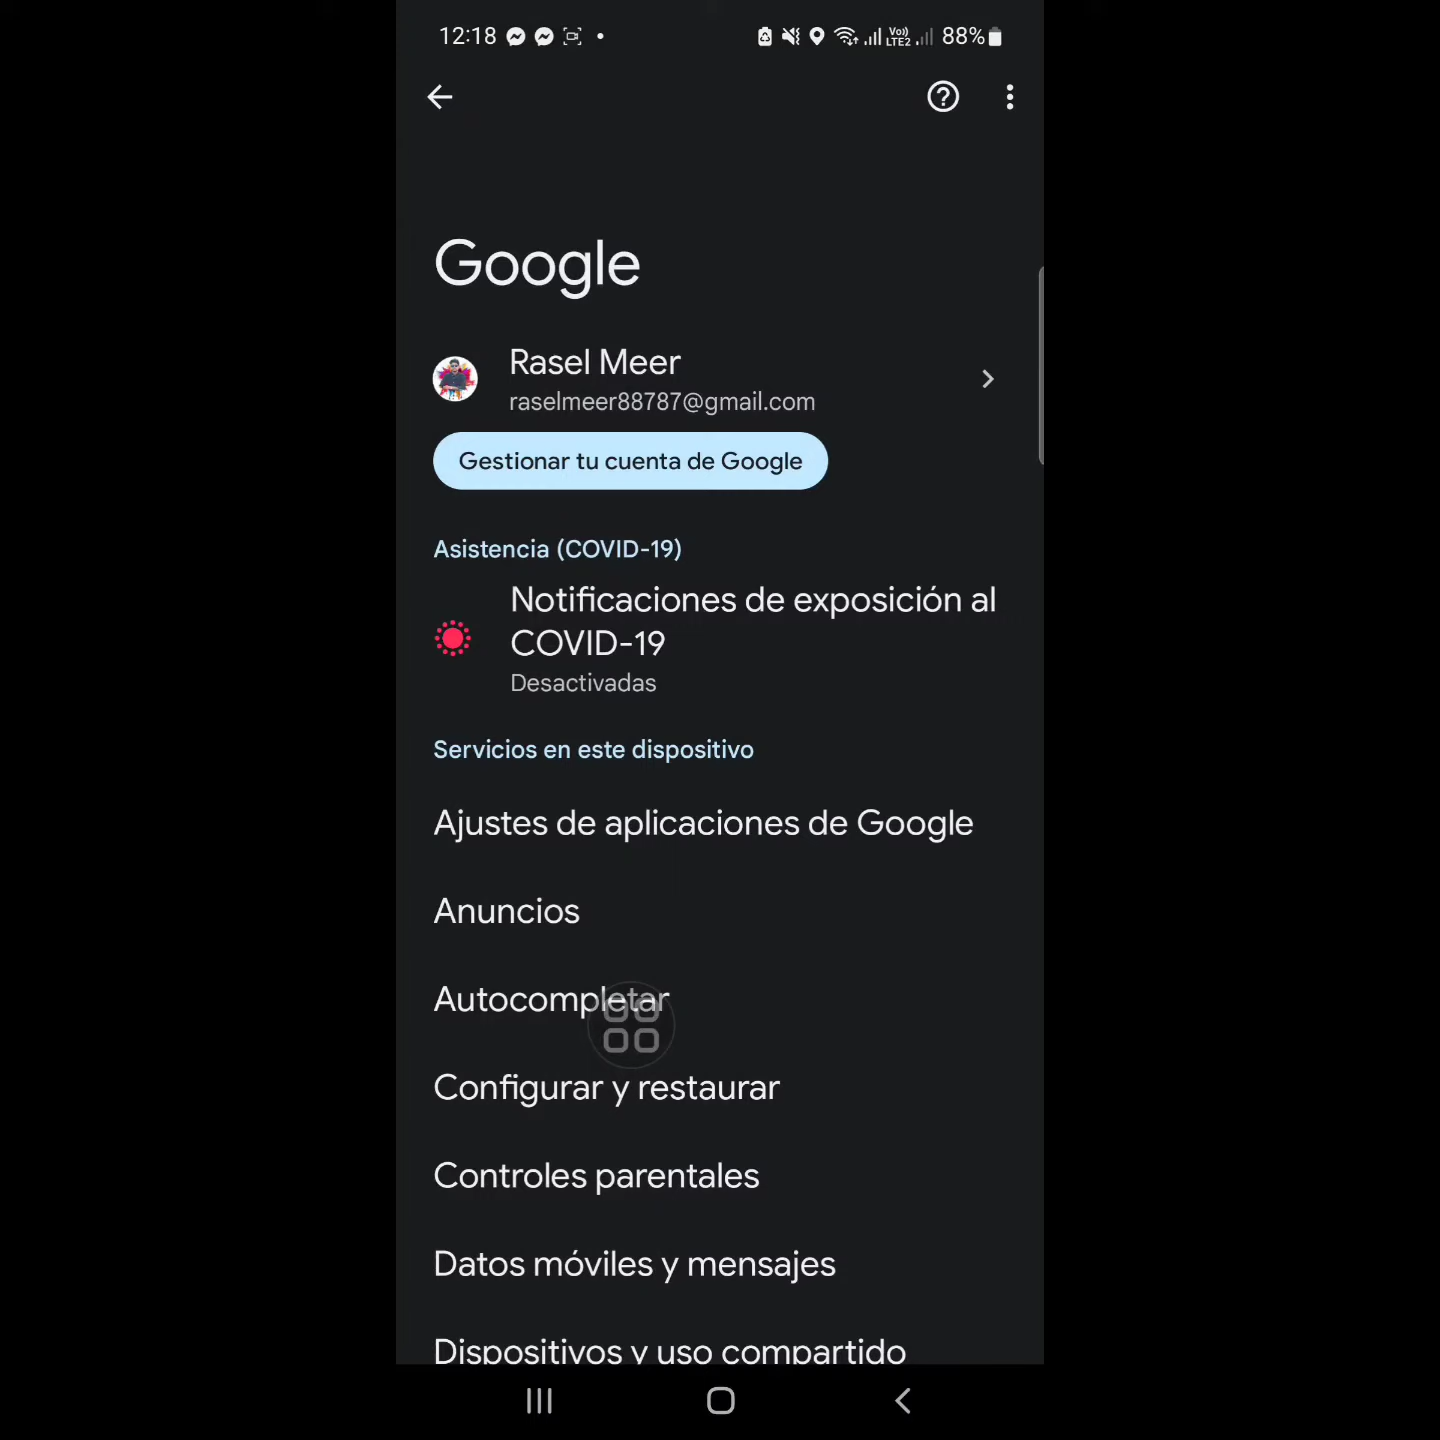 12:18 Vo)) LTE2 88%
Google
Rasel Meer
raselmeer88787@gmail.com
Gestionar tu cuenta de Google
Asistencia (COVID-19)
Notificaciones de exposición al
COVID-19
Desactivadas
Servicios en este dispositivo
Ajustes de aplicaciones de Google
Anuncios
Autocompletar
Configurar y restaurar
Controles parentales
Datos móviles y mensajes
Dispositivos y uso compartido